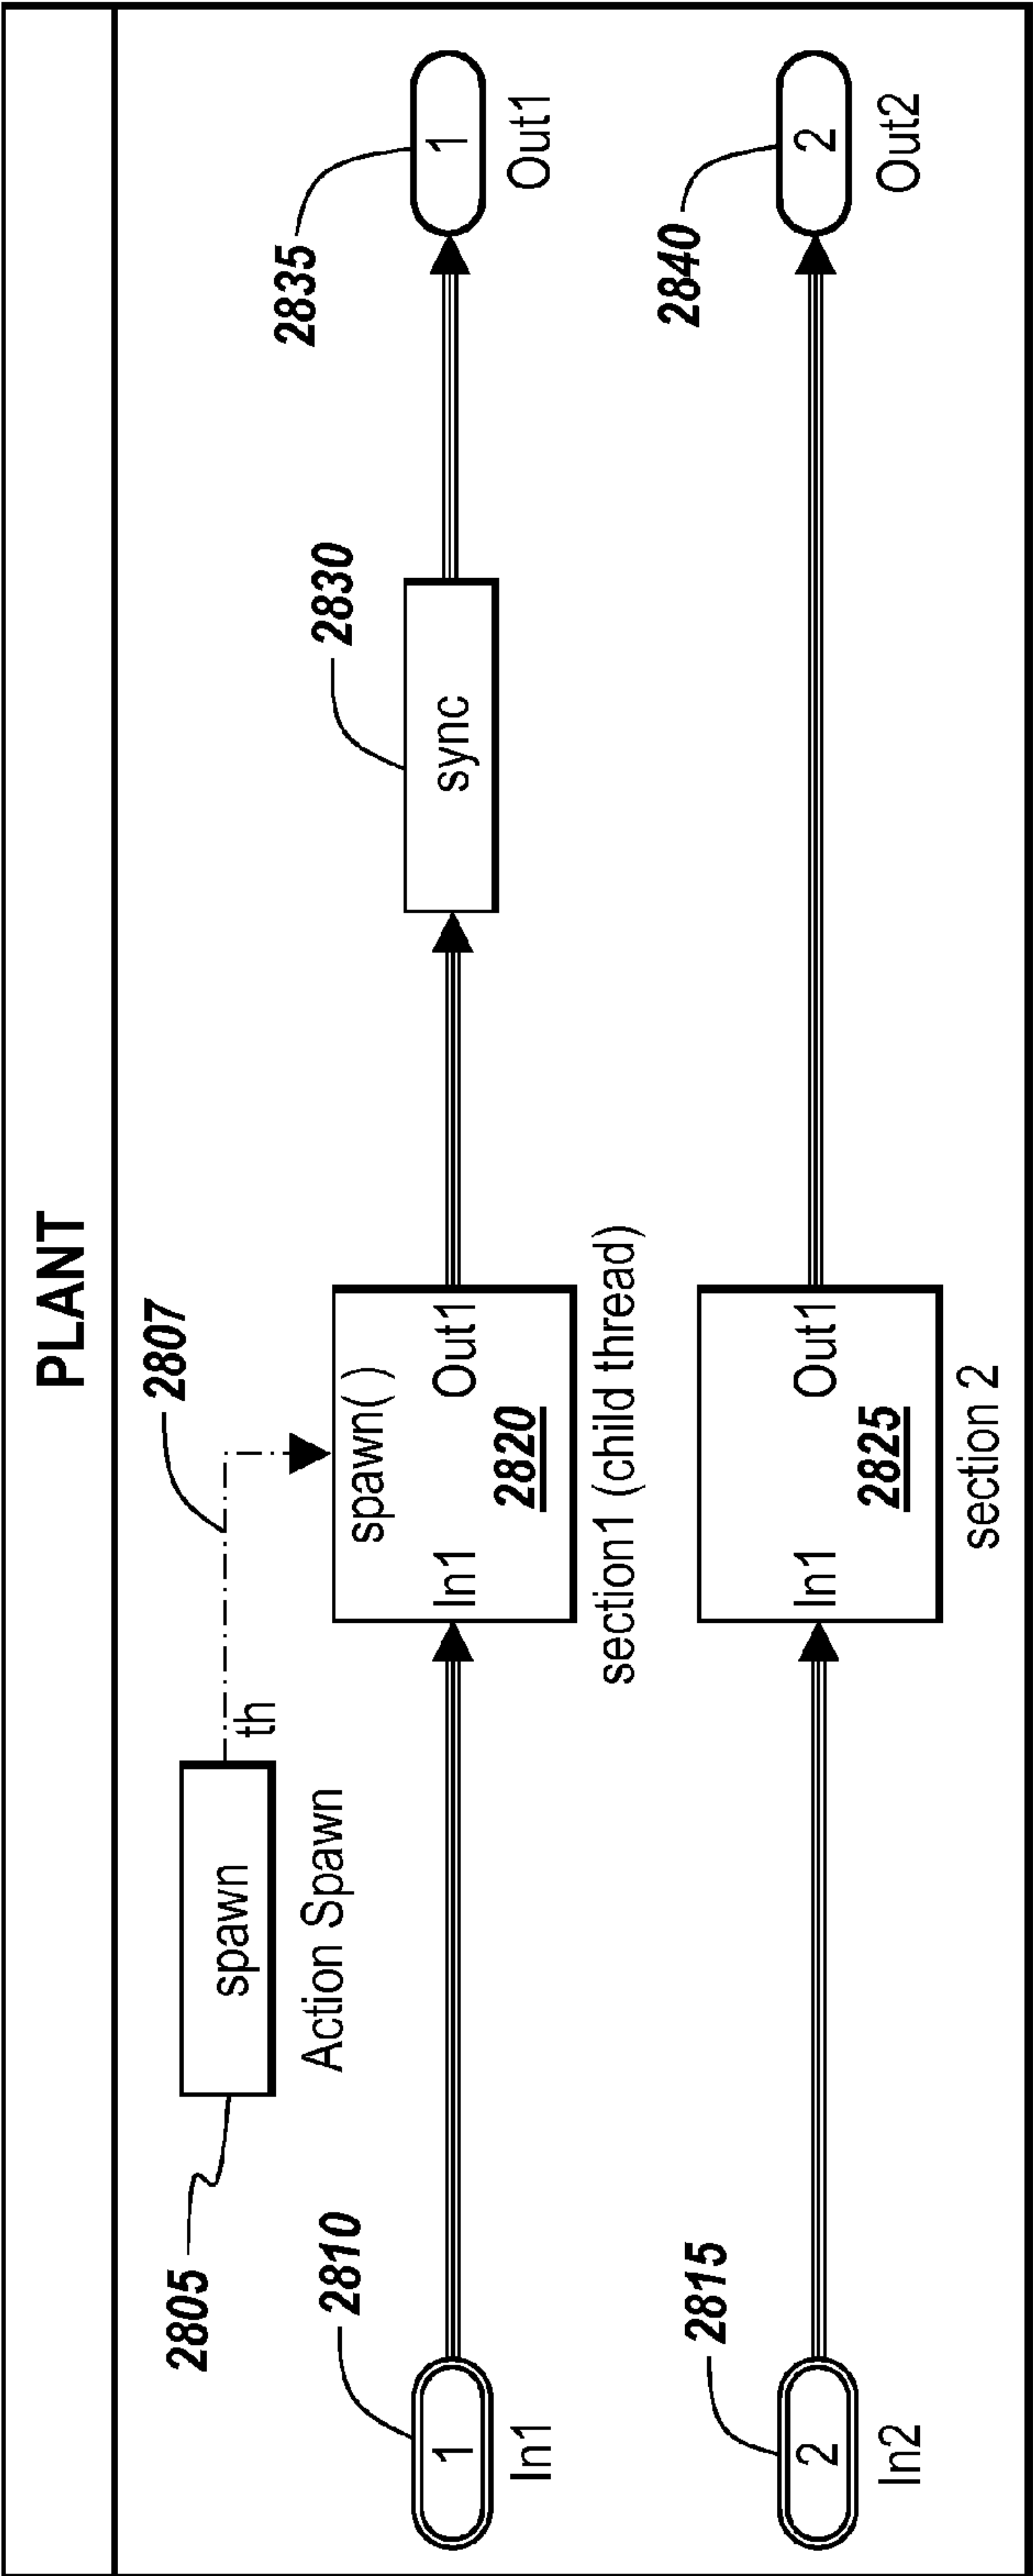 PLANT
2807
2805
spawn
th
Action Spawn
2810
1
In1
spawn( )
In1
Out1
2820
section1 (child thread)
2830
sync
2835
1
Out1
2815
2
In2
In1
Out1
2825
section 2
2840
2
Out2